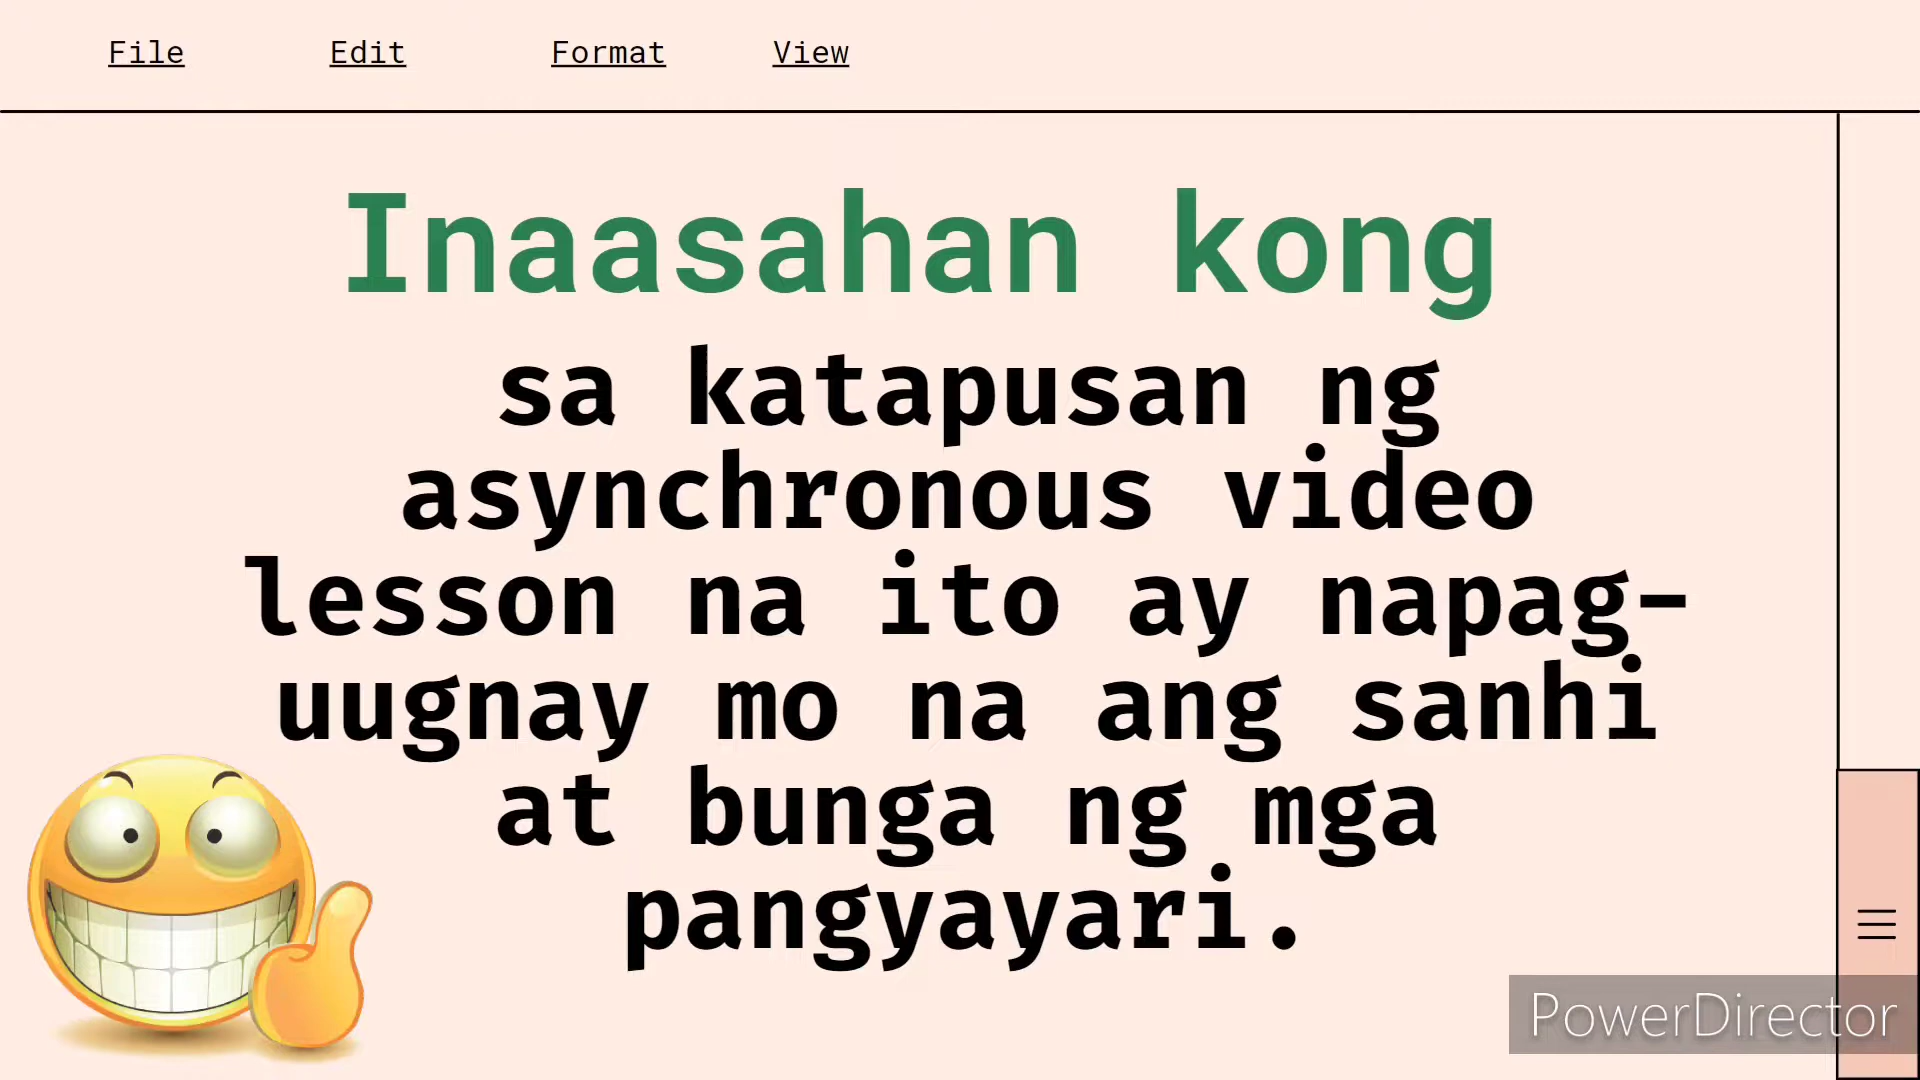 File Edit Format View
Inaasahan kong
sa katapusan ng
asynchronous video
lesson na ito ay napag-
uugnay mo na ang sanhi
at bunga ng mga
pangyayari.
PowerDirector